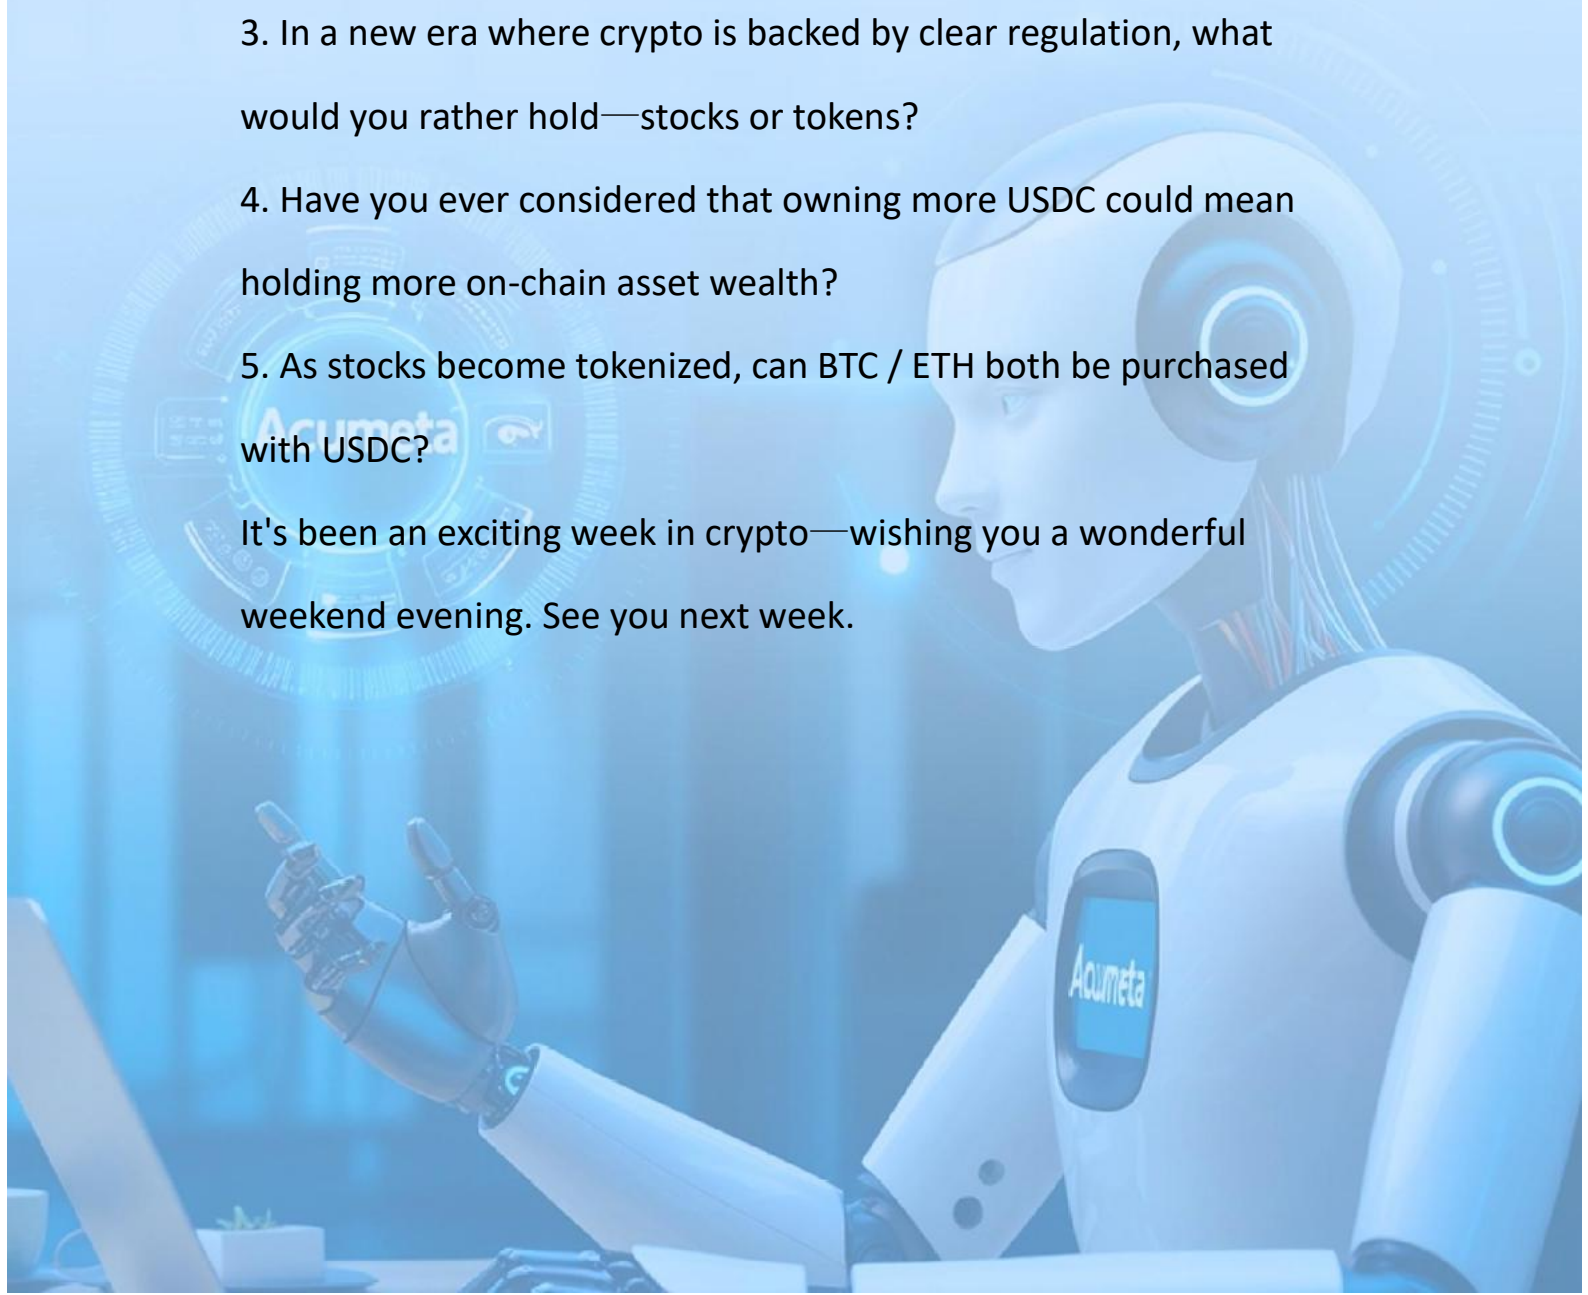 3. In a new era where crypto is backed by clear regulation, what
would you rather hold—stocks or tokens?
4. Have you ever considered that owning more USDC could mean
holding more on-chain asset wealth?
5. As stocks become tokenized, can BTC / ETH both be purchased
Acumeta
with USDC?
It's been an exciting week in crypto—wishing you a wonderful
weekend evening. See you next week.
Acumeta